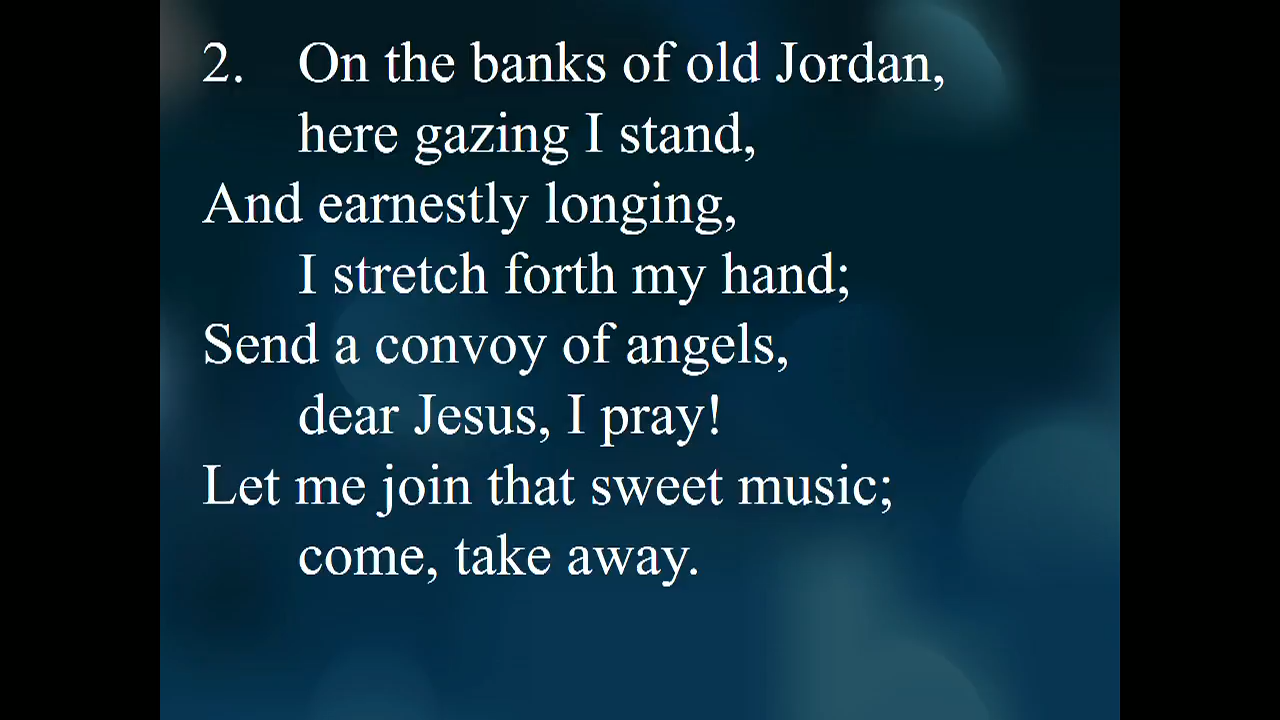 2. On the banks of old Jordan,
here gazing I stand,
And earnestly longing,
I stretch forth my hand;
Send a convoy of angels,
dear Jesus, I pray!
Let me join that sweet music;
come, take away.